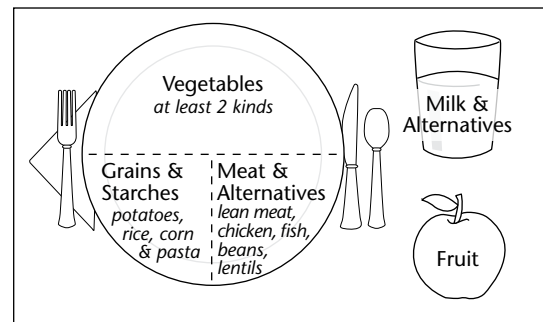 Vegetables
at least 2 kinds
Grains &
Starches
potatoes,
rice, corn
& pasta
Meat &
Alternatives
lean meat,
chicken, fish,
beans,
lentils
Milk &
Alternatives
Fruit